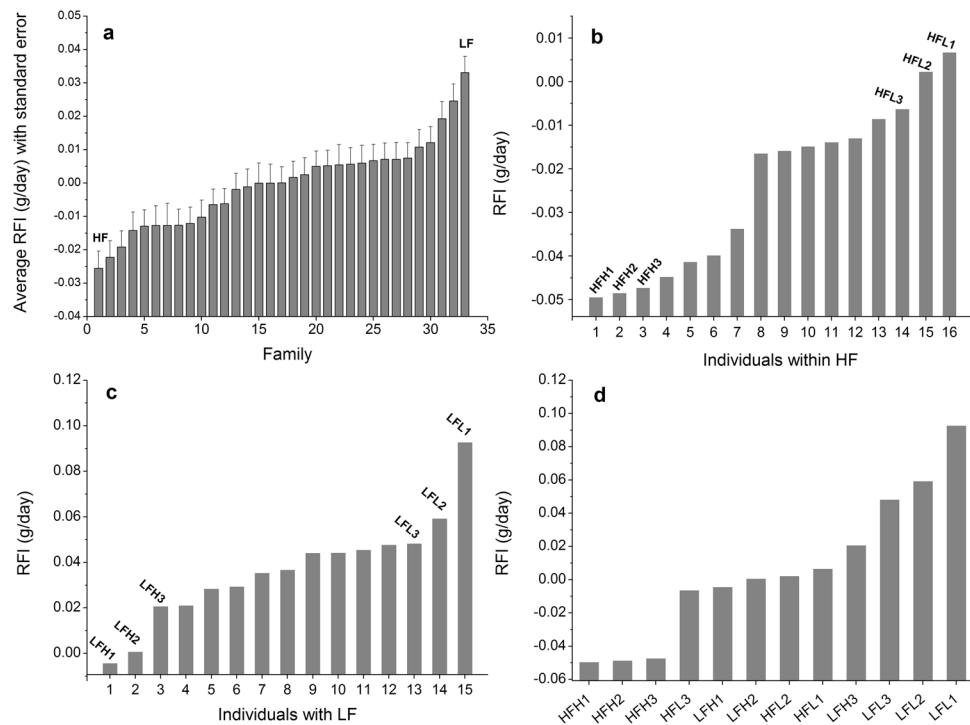 a
Average RFI (g/day) with standard error
0.05
0.04
0.03
0.02
0.01
0.00
-0.01
-0.02
-0.03
-0.04
HF
LF
0 5 10 15 20 25 30 35
Family
b
RFI (g/day)
0.01
0.00
-0.01
-0.02
-0.03
-0.04
-0.05
HFH1
HFH2
HFH3
HFL3
HFL2
HFL1
1 2 3 4 5 6 7 8 9 10 11 12 13 14 15 16
Individuals within HF
c
RFI (g/day)
0.12
0.10
0.08
0.06
0.04
0.02
0.00
LFH1
LFH2
LFH3
LFL3
LFL2
LFL1
1 2 3 4 5 6 7 8 9 10 11 12 13 14 15
Individuals with LF
d
RFI (g/day)
0.12
0.10
0.08
0.06
0.04
0.02
0.00
-0.02
-0.04
-0.06
HFH1
HFH2
HFH3
HFL3
LFH1
LFH2
HFL2
HFL1
LFH3
LFL3
LFL2
LFL1